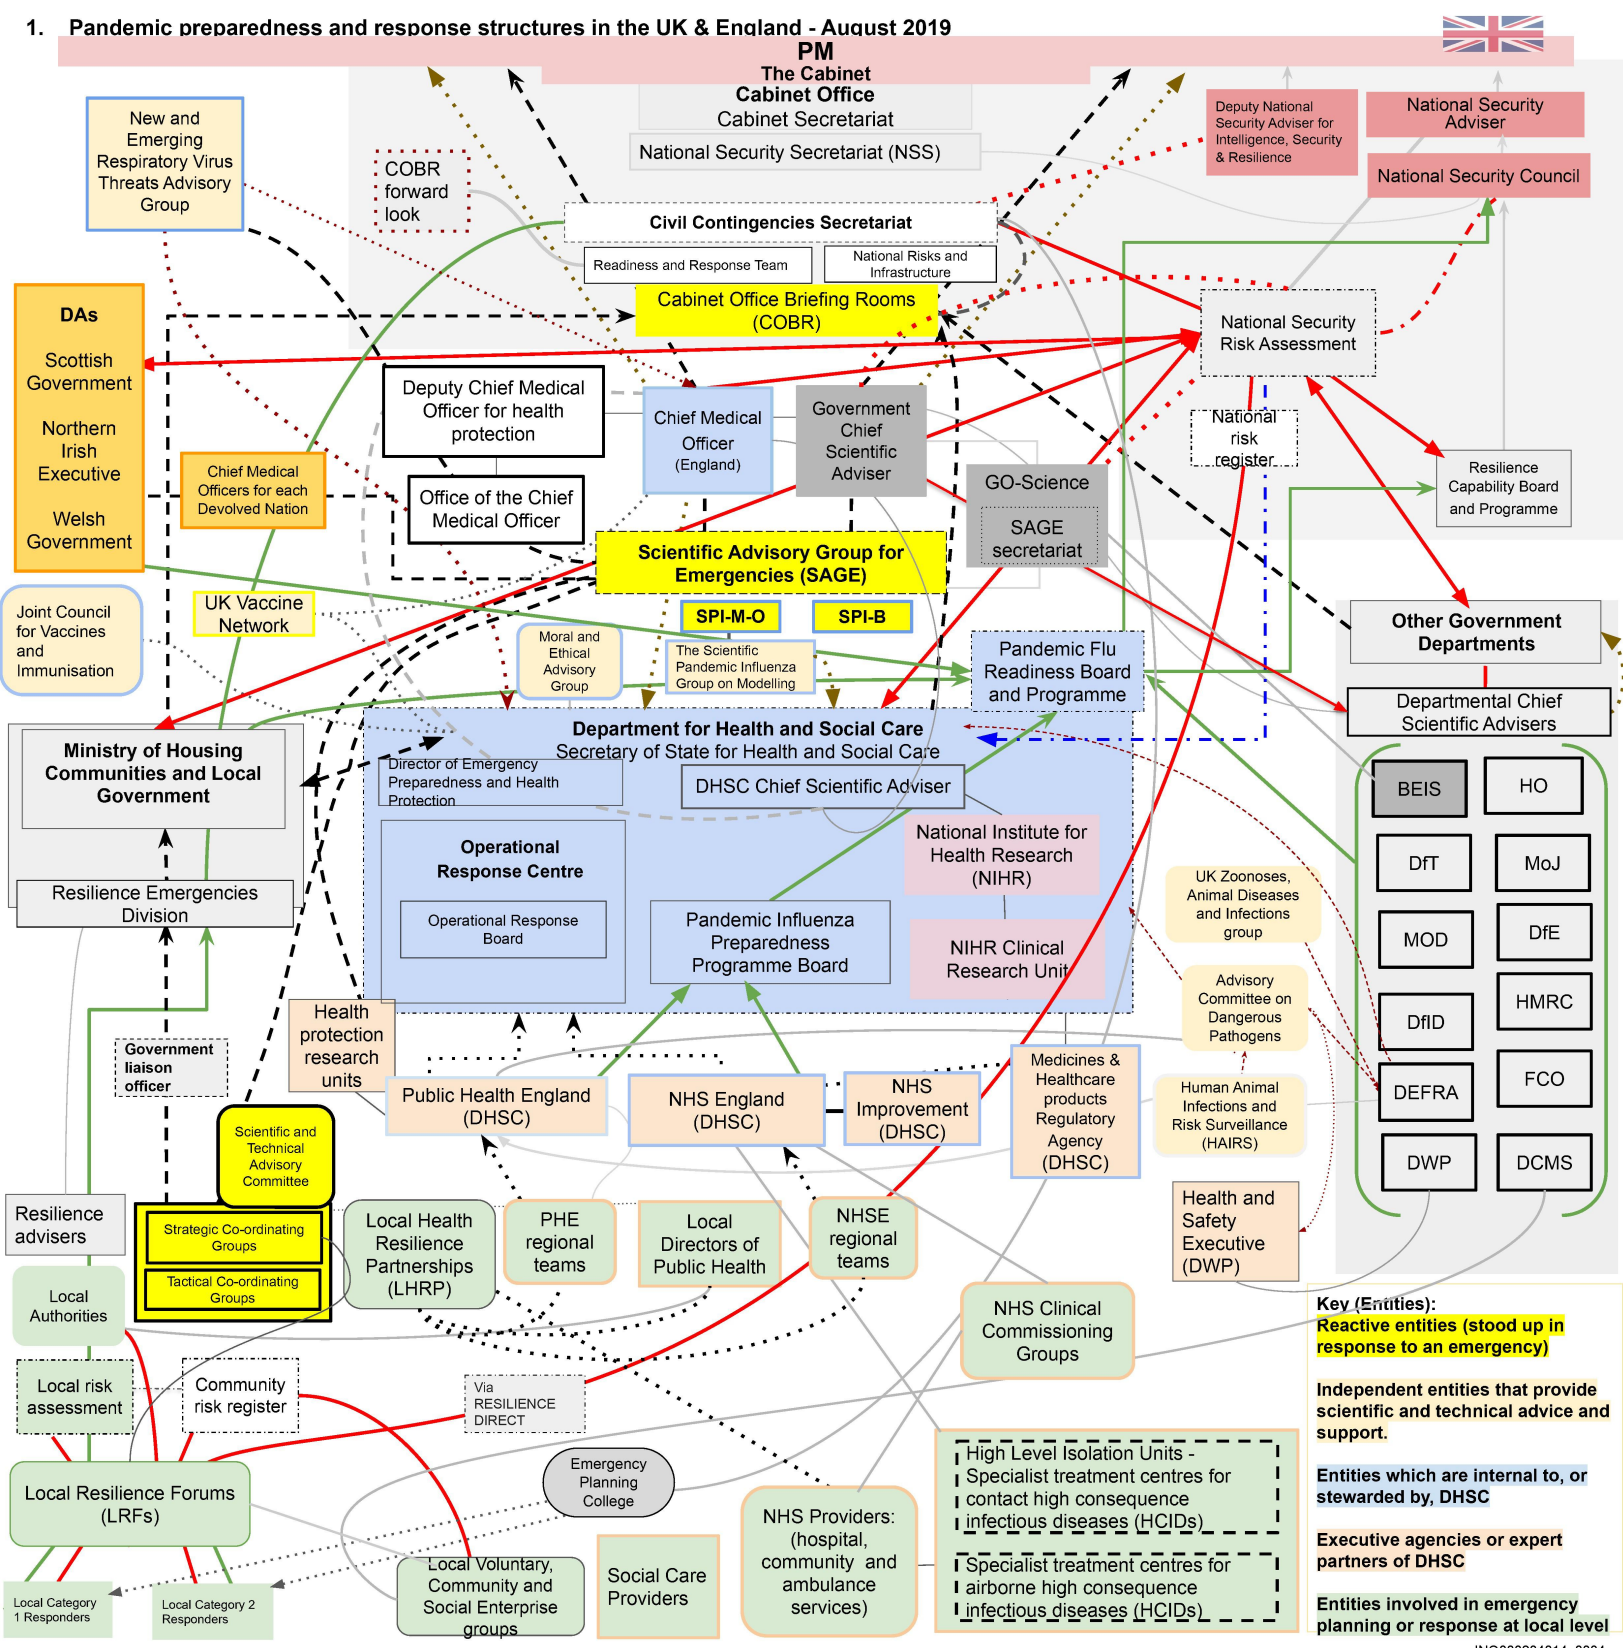 1. Pandemic preparedness and response structures in the UK & England - August 2019
PM
The Cabinet
Cabinet Office
Cabinet Secretariat
National Security Secretariat (NSS)
Deputy National
Security Adviser for
Intelligence, Security
& Resilience
National Security
Adviser
National Security Council
New and
Emerging
Respiratory Virus
Threats Advisory
Group
COBR
forward
look
Civil Contingencies Secretariat
Readiness and Response Team
National Risks and
Infrastructure
Cabinet Office Briefing Rooms
(COBR)
DAs
Scottish
Government
Northern
Irish
Executive
Welsh
Government
National Security
Risk Assessment
Deputy Chief Medical
Officer for health
protection
Chief Medical
Officer
(England)
Government
Chief
Scientific
Adviser
National
risk
register
Chief Medical
Officers for each
Devolved Nation
Office of the Chief
Medical Officer
GO-Science
SAGE
secretariat
Resilience
Capability Board
and Programme
Scientific Advisory Group for
Emergencies (SAGE)
SPI-M-O
SPI-B
Joint Council
for Vaccines
and
Immunisation
UK Vaccine
Network
Moral and
Ethical
Advisory
Group
The Scientific
Pandemic Influenza
Group on Modelling
Pandemic Flu
Readiness Board
and Programme
Other Government
Departments
Departmental Chief
Scientific Advisers
Ministry of Housing
Communities and Local
Government
Department for Health and Social Care
Secretary of State for Health and Social Care
Director of Emergency
Preparedness and Health
Protection
DHSC Chief Scientific Adviser
BEIS
HO
Operational
Response Centre
National Institute for
Health Research
(NIHR)
DfT
MoJ
Resilience Emergencies
Division
Operational Response
Board
Pandemic Influenza
Preparedness
Programme Board
NIHR Clinical
Research Unit
UK Zoonoses,
Animal Diseases
and Infections
group
MOD
DfE
Advisory
Committee on
Dangerous
Pathogens
DfID
HMRC
Government
liaison
officer
Health
protection
research
units
Public Health England
(DHSC)
NHS England
(DHSC)
NHS
Improvement
(DHSC)
Medicines &
Healthcare
products
Regulatory
Agency
(DHSC)
Human Animal
Infections and
Risk Surveillance
(HAIRS)
DEFRA
FCO
DWP
DCMS
Scientific and
Technical
Advisory
Committee
Resilience
advisers
Strategic Co-ordinating
Groups
Tactical Co-ordinating
Groups
Local Health
Resilience
Partnerships
(LHRP)
PHE
regional
teams
Local
Directors of
Public Health
NHSE
regional
teams
Health and
Safety
Executive
(DWP)
Local
Authorities
NHS Clinical
Commissioning
Groups
Local risk
assessment
Community
risk register
Via
RESILIENCE
DIRECT
Local Resilience Forums
(LRFs)
Emergency
Planning
College
High Level Isolation Units -
Specialist treatment centres for
contact high consequence
infectious diseases (HCIDs)
Specialist treatment centres for
airborne high consequence
infectious diseases (HCIDs)
NHS Providers:
(hospital,
community and
ambulance
services)
Social Care
Providers
Local Voluntary,
Community and
Social Enterprise
groups
Local Category
1 Responders
Local Category 2
Responders
Key (Entities):
Reactive entities (stood up in
response to an emergency)
Independent entities that provide
scientific and technical advice and
support.
Entities which are internal to, or
stewarded by, DHSC
Executive agencies or expert
partners of DHSC
Entities involved in emergency
planning or response at local level